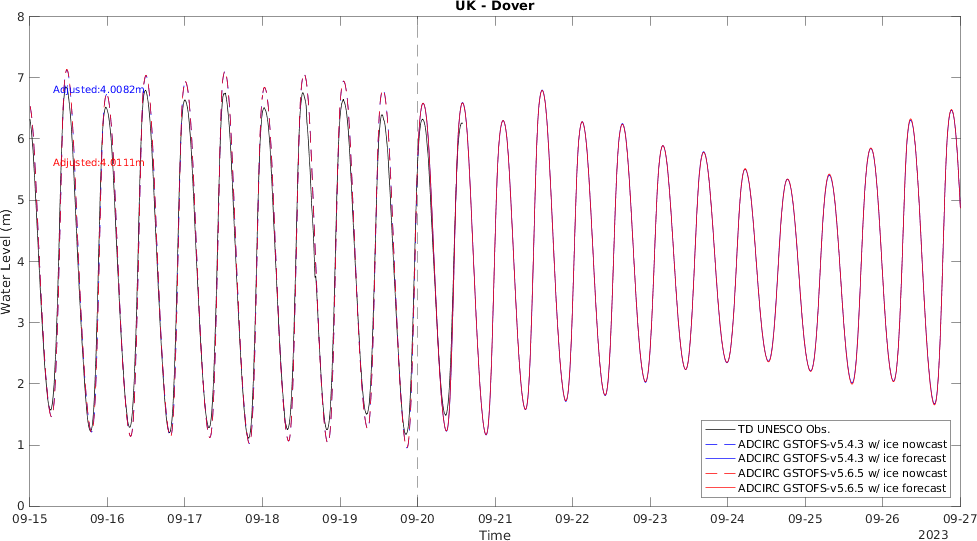 UK - Dover
8
7
6
5
4
3
2
1
0
Water Level (m)
Adjusted:4.0082m
Adjusted:4.0111m
TD UNESCO Obs.
ADCIRC GSTOFS-v5.4.3 w/ ice nowcast
ADCIRC GSTOFS-v5.4.3 w/ ice forecast
ADCIRC GSTOFS-v5.6.5 w/ ice nowcast
ADCIRC GSTOFS-v5.6.5 w/ ice forecast
09-15 09-16 09-17 09-18 09-19 09-20 09-21 09-22 09-23 09-24 09-25 09-26 09-27
Time
2023